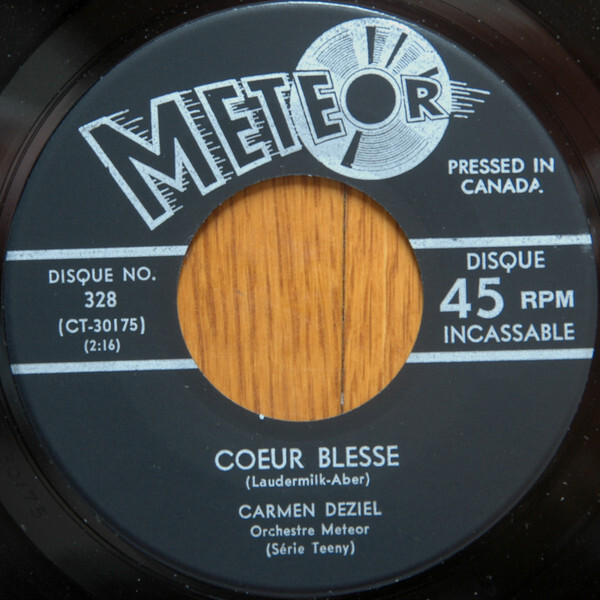 METEOR
PRESSED IN
CANADA.
DISQUE NO.
328
(CT-30175)
(2:16)
DISQUE
45 RPM
INCASSABLE
COEUR BLESSE
(Laudermilk-Aber)
CARMEN DEZIEL
Orchestre Meteor
(Série Teeny)